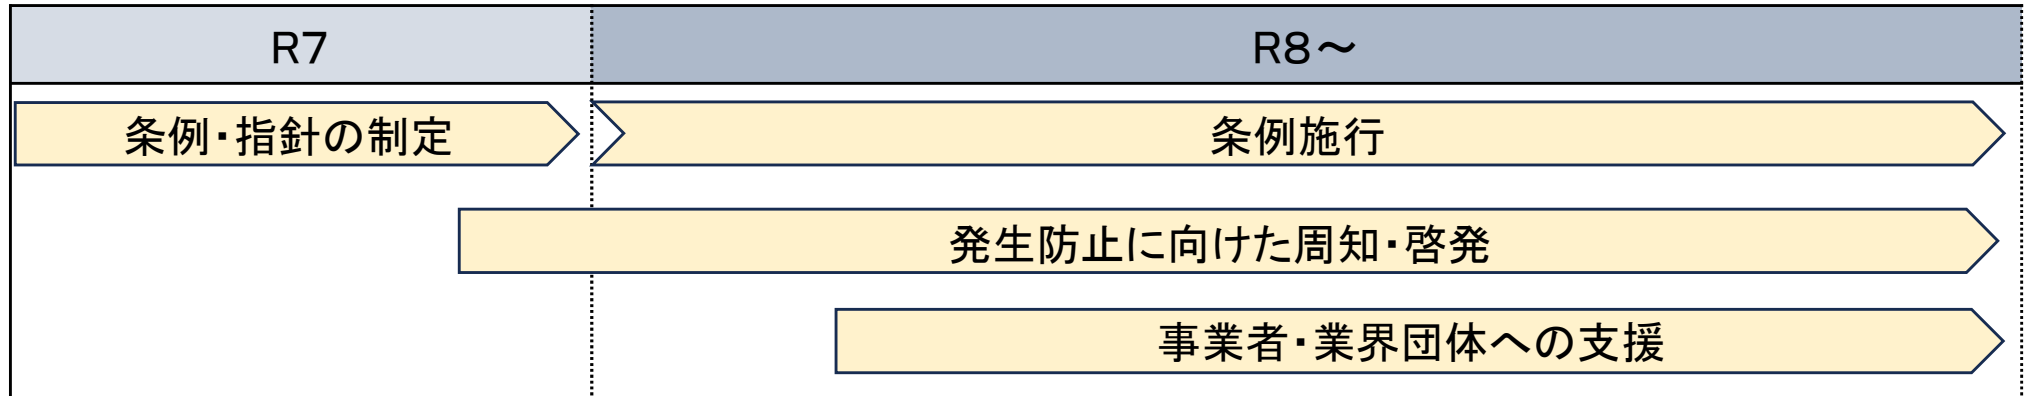 R7
R8～
条例・指針の制定
条例施行
発生防止に向けた周知・啓発
事業者・業界団体への支援